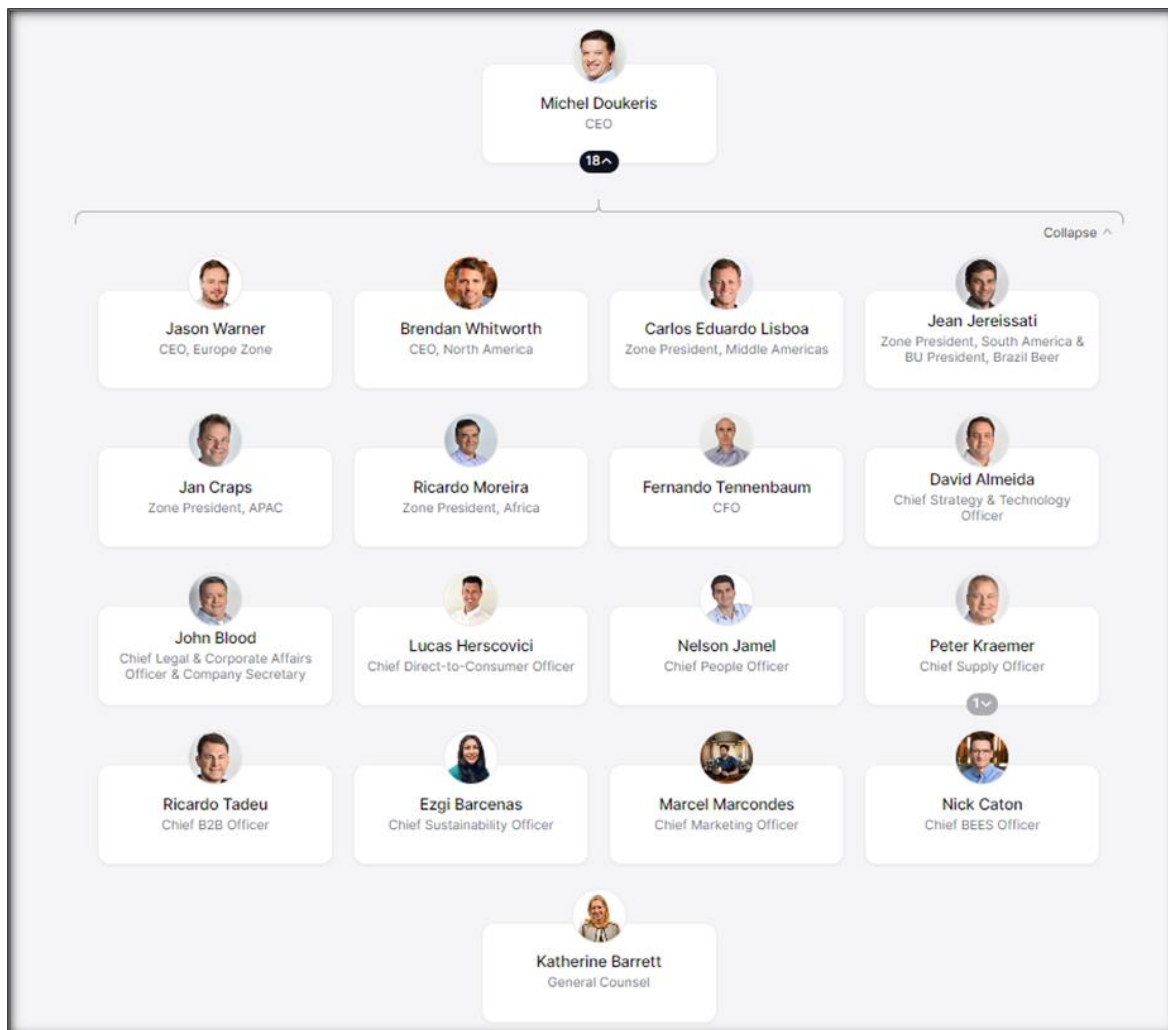 Michel Doukeris
CEO
18
Collapse
Jason Warner
CEO, Europe Zone
Brendan Whitworth
CEO, North America
Carlos Eduardo Lisboa
Zone President, Middle Americas
Jean Jereissati
Zone President, South America &
BU President, Brazil Beer
Jan Craps
Zone President, APAC
Ricardo Moreira
Zone President, Africa
Fernando Tennenbaum
CFO
David Almeida
Chief Strategy & Technology
Officer
John Blood
Chief Legal & Corporate Affairs
Officer & Company Secretary
Lucas Herscovici
Chief Direct-to-Consumer Officer
Nelson Jamel
Chief People Officer
Peter Kraemer
Chief Supply Officer
1
Ricardo Tadeu
Chief B2B Officer
Ezgi Barcenas
Chief Sustainability Officer
Marcel Marcondes
Chief Marketing Officer
Nick Caton
Chief BEES Officer
Katherine Barrett
General Counsel